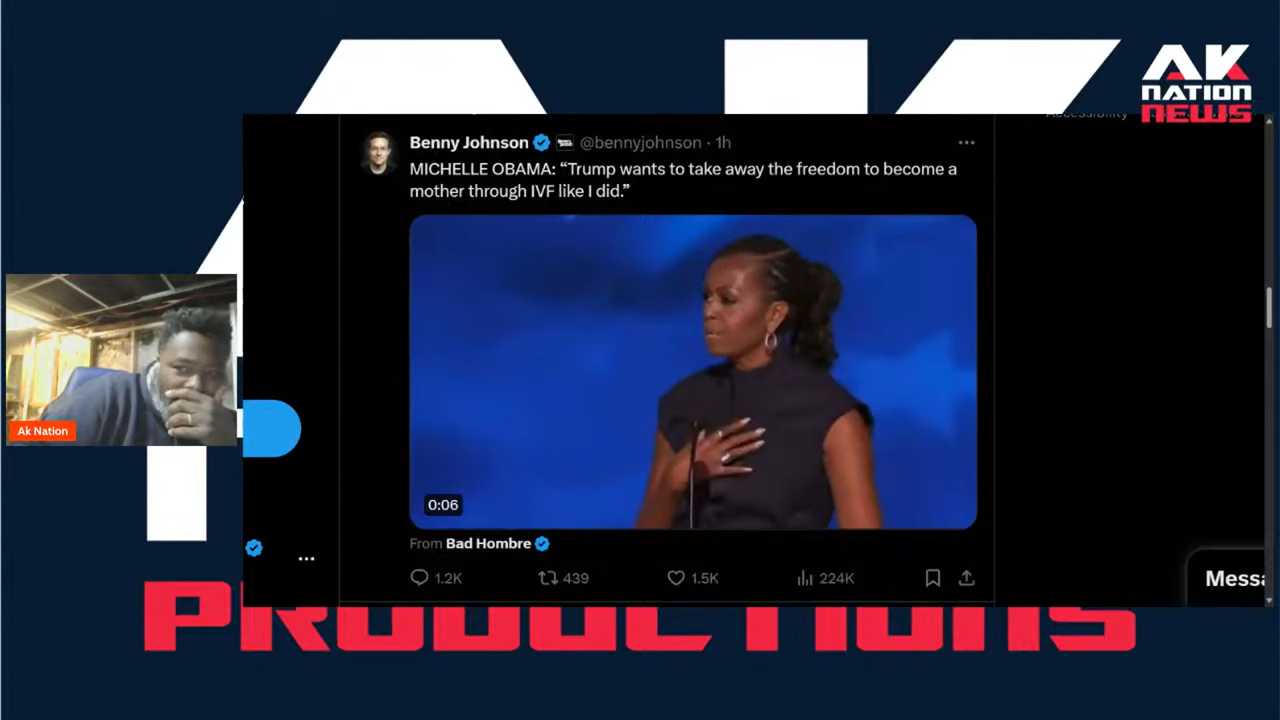 AK
NATION
NEWS
Accessibility
Benny Johnson @bennyjohnson · 1h
MICHELLE OBAMA: “Trump wants to take away the freedom to become a
mother through IVF like I did.”
0:06
From Bad Hombre
1.2K 439 1.5K 224K
Ak Nation
Messa
PRODUCTIONS